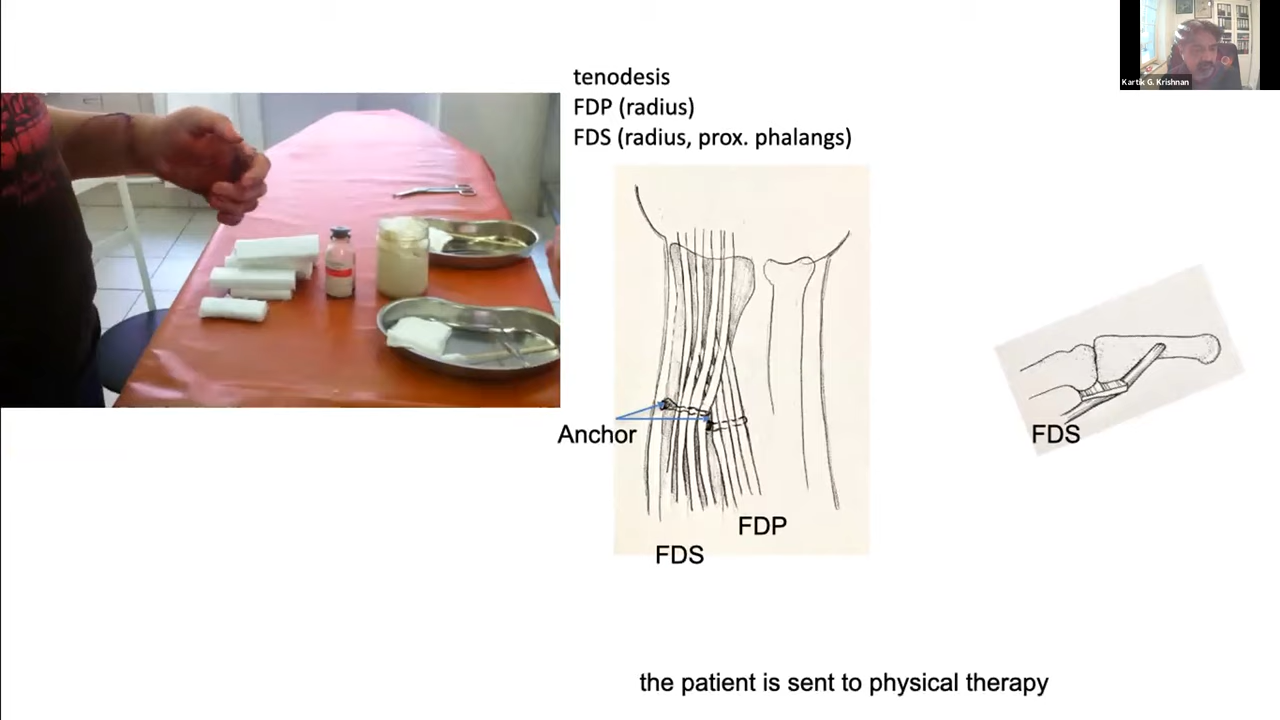 Kartik G. Krishnan
tenodesis
FDP (radius)
FDS (radius, prox. phalangs)
Anchor
FDS
FDP
FDS
the patient is sent to physical therapy